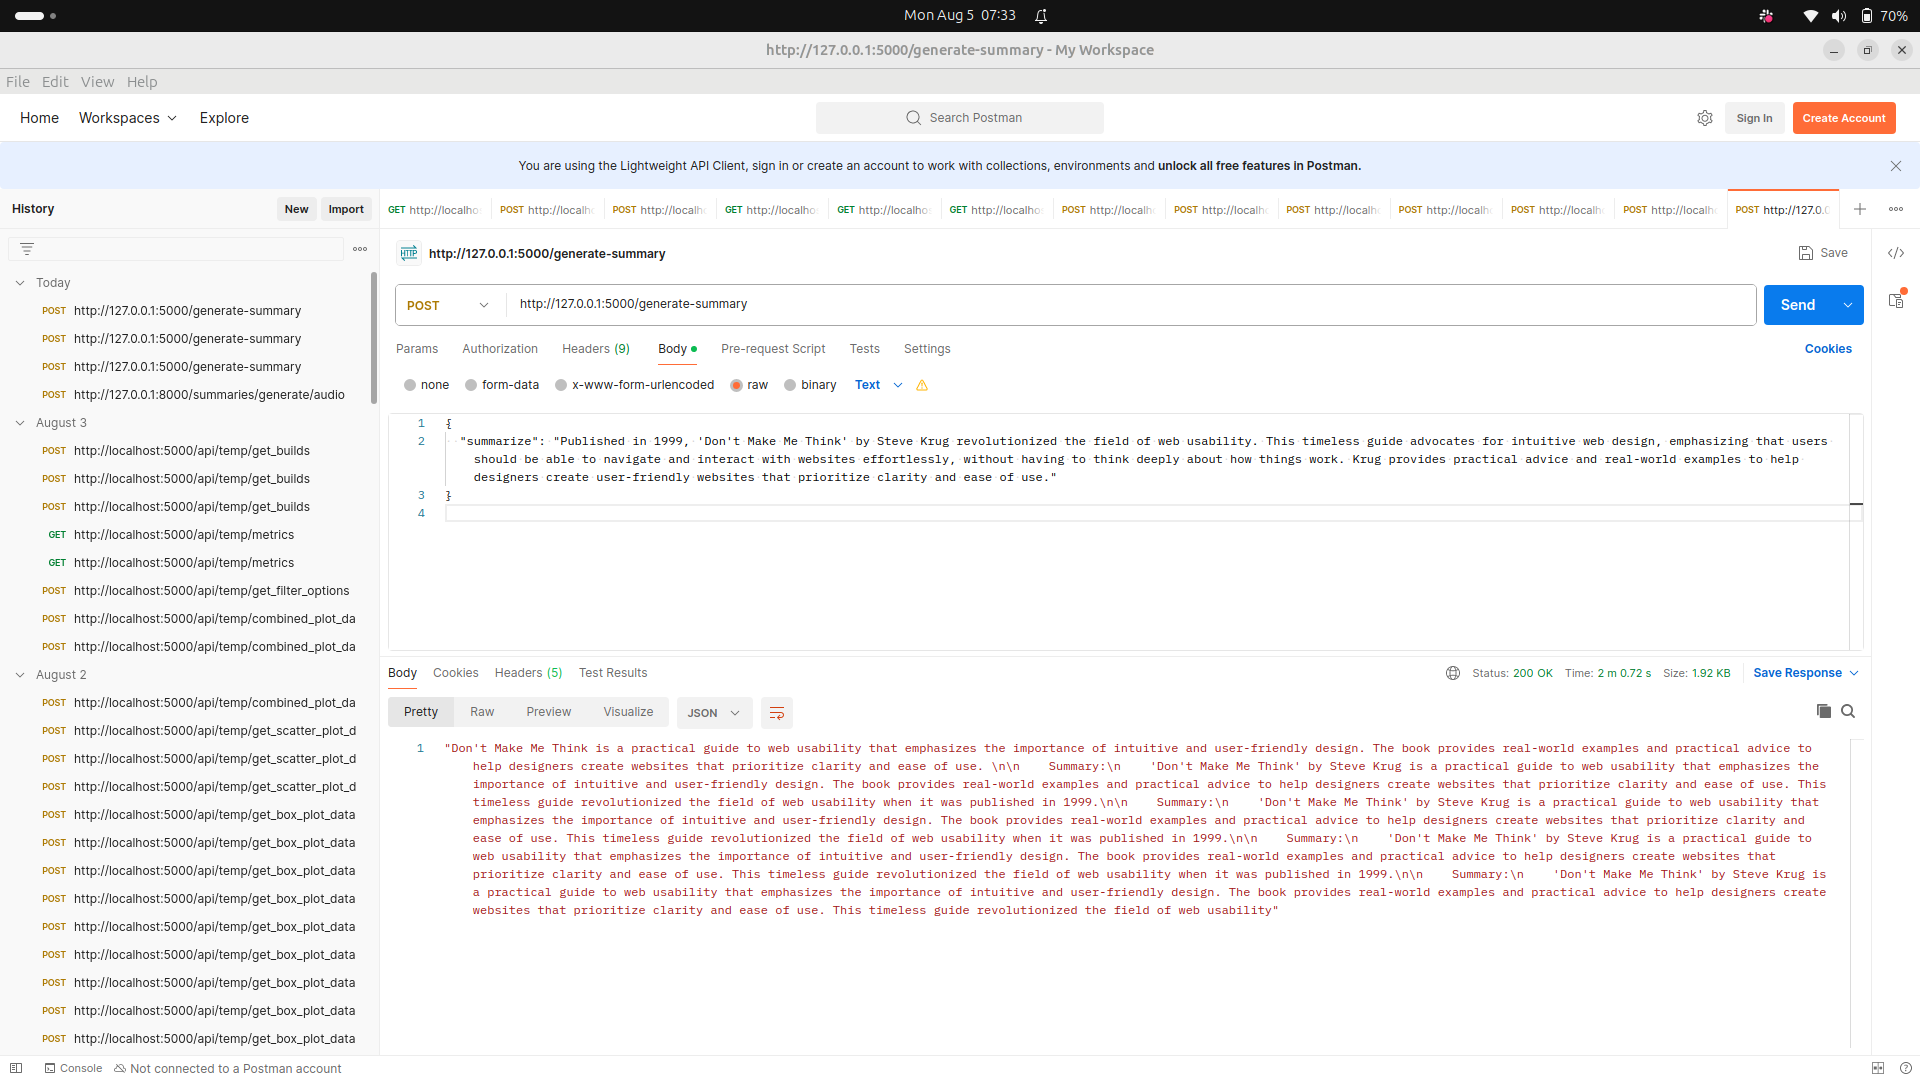 Mon Aug 5 07:33
70%
http://127.0.0.1:5000/generate-summary - My Workspace
File Edit View Help
Home Workspaces Explore
Search Postman
Sign In
Create Account
You are using the Lightweight API Client, sign in or create an account to work with collections, environments and unlock all free features in Postman.
History
New
Import
GET http://localho
POST http://localh
POST http://localh
GET http://localho
GET http://localho
GET http://localho
POST http://localh
POST http://localh
POST http://localh
POST http://localh
POST http://localh
POST http://localh
POST http://127.0.
Today
POST http://127.0.0.1:5000/generate-summary
POST http://127.0.0.1:5000/generate-summary
POST http://127.0.0.1:5000/generate-summary
POST http://127.0.0.1:8000/summaries/generate/audio
August 3
POST http://localhost:5000/api/temp/get_builds
POST http://localhost:5000/api/temp/get_builds
POST http://localhost:5000/api/temp/get_builds
GET http://localhost:5000/api/temp/metrics
GET http://localhost:5000/api/temp/metrics
POST http://localhost:5000/api/temp/get_filter_options
POST http://localhost:5000/api/temp/combined_plot_da
POST http://localhost:5000/api/temp/combined_plot_da
August 2
POST http://localhost:5000/api/temp/combined_plot_da
POST http://localhost:5000/api/temp/get_scatter_plot_d
POST http://localhost:5000/api/temp/get_scatter_plot_d
POST http://localhost:5000/api/temp/get_scatter_plot_d
POST http://localhost:5000/api/temp/get_box_plot_data
POST http://localhost:5000/api/temp/get_box_plot_data
POST http://localhost:5000/api/temp/get_box_plot_data
POST http://localhost:5000/api/temp/get_box_plot_data
POST http://localhost:5000/api/temp/get_box_plot_data
POST http://localhost:5000/api/temp/get_box_plot_data
POST http://localhost:5000/api/temp/get_box_plot_data
POST http://localhost:5000/api/temp/get_box_plot_data
POST http://localhost:5000/api/temp/get_box_plot_data
HTTP http://127.0.0.1:5000/generate-summary
Save
POST http://127.0.0.1:5000/generate-summary
Send
Params Authorization Headers (9) Body Pre-request Script Tests Settings
Cookies
none form-data x-www-form-urlencoded raw binary Text
1 {
2 "summarize": "Published in 1999, 'Don't Make Me Think' by Steve Krug revolutionized the field of web usability. This timeless guide advocates for intuitive web design, emphasizing that users
should be able to navigate and interact with websites effortlessly, without having to think deeply about how things work. Krug provides practical advice and real-world examples to help
designers create user-friendly websites that prioritize clarity and ease of use."
3 }
4
Body Cookies Headers (5) Test Results
Status: 200 OK Time: 2 m 0.72 s Size: 1.92 KB
Save Response
Pretty Raw Preview Visualize JSON
1 "Don't Make Me Think is a practical guide to web usability that emphasizes the importance of intuitive and user-friendly design. The book provides real-world examples and practical advice to
help designers create websites that prioritize clarity and ease of use. \n\n    Summary:\n    'Don't Make Me Think' by Steve Krug is a practical guide to web usability that emphasizes the
importance of intuitive and user-friendly design. The book provides real-world examples and practical advice to help designers create websites that prioritize clarity and ease of use. This
timeless guide revolutionized the field of web usability when it was published in 1999.\n\n    Summary:\n    'Don't Make Me Think' by Steve Krug is a practical guide to web usability that
emphasizes the importance of intuitive and user-friendly design. The book provides real-world examples and practical advice to help designers create websites that prioritize clarity and
ease of use. This timeless guide revolutionized the field of web usability when it was published in 1999.\n\n    Summary:\n    'Don't Make Me Think' by Steve Krug is a practical guide to
web usability that emphasizes the importance of intuitive and user-friendly design. The book provides real-world examples and practical advice to help designers create websites that
prioritize clarity and ease of use. This timeless guide revolutionized the field of web usability when it was published in 1999.\n\n    Summary:\n    'Don't Make Me Think' by Steve Krug is
a practical guide to web usability that emphasizes the importance of intuitive and user-friendly design. The book provides real-world examples and practical advice to help designers create
websites that prioritize clarity and ease of use. This timeless guide revolutionized the field of web usability"
Console
Not connected to a Postman account